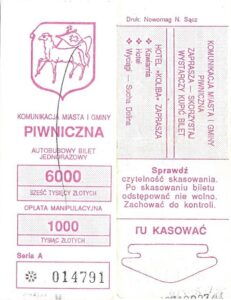 KOMUNIKACJA MIASTA I GMINY
PIWNICZNA
AUTOBUSOWY BILET
JEDNORAZOWY
6000
SZEŚĆ TYSIĘCY ZŁOTYCH
OPŁATA MANIPULACYJNA
1000
TYSIĄC ZŁOTYCH
Seria A
014791
Druk: Nowomag N. Sącz
KOMUNIKACJA MIASTA I GMINY
PIWNICZNA
ZAPRASZA — SKORZYSTAJ
WYSTARCZY KUPIĆ BILET
HOTEL »KOLIBA« ZAPRASZA
Kawiarnia
Hotel
Wyciąg — Sucha Dolina
Sprawdź
czytelność skasowania.
Po skasowaniu biletu
odstępować nie wolno.
Zachować do kontroli.
TU KASOWAĆ